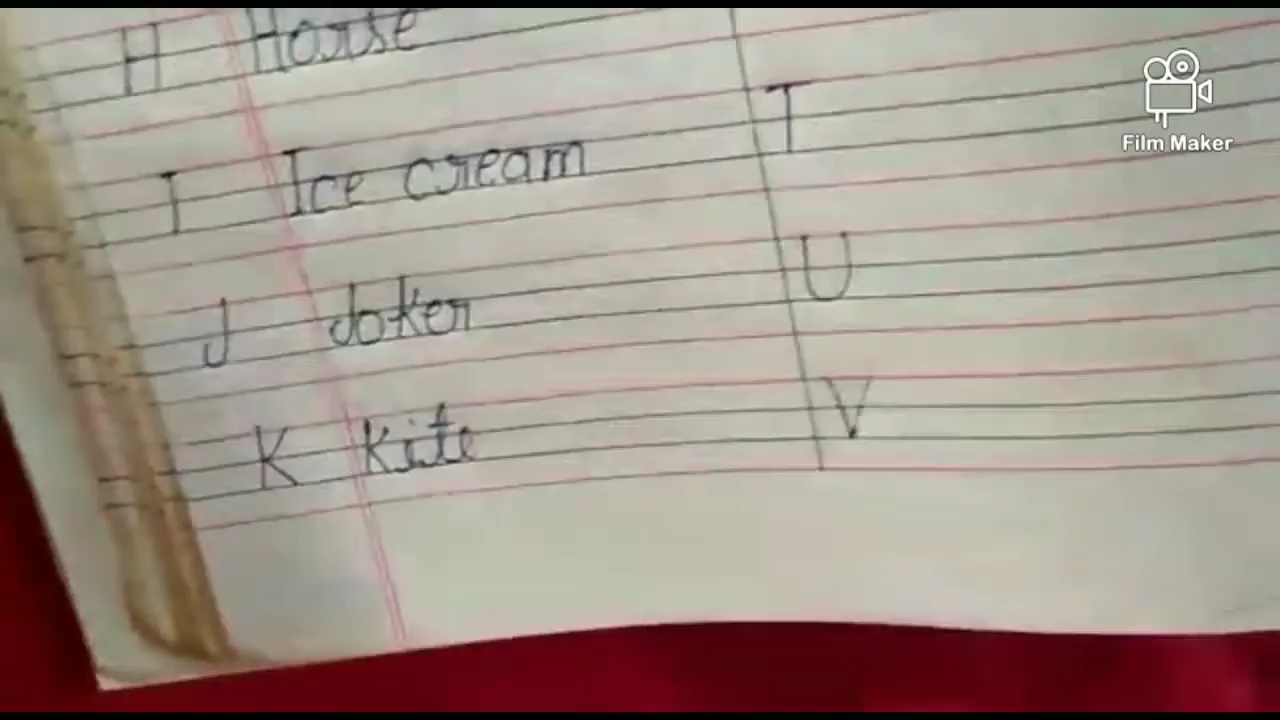 H Horse
I Ice cream
J Joker
K Kite
T
U
V
Film Maker